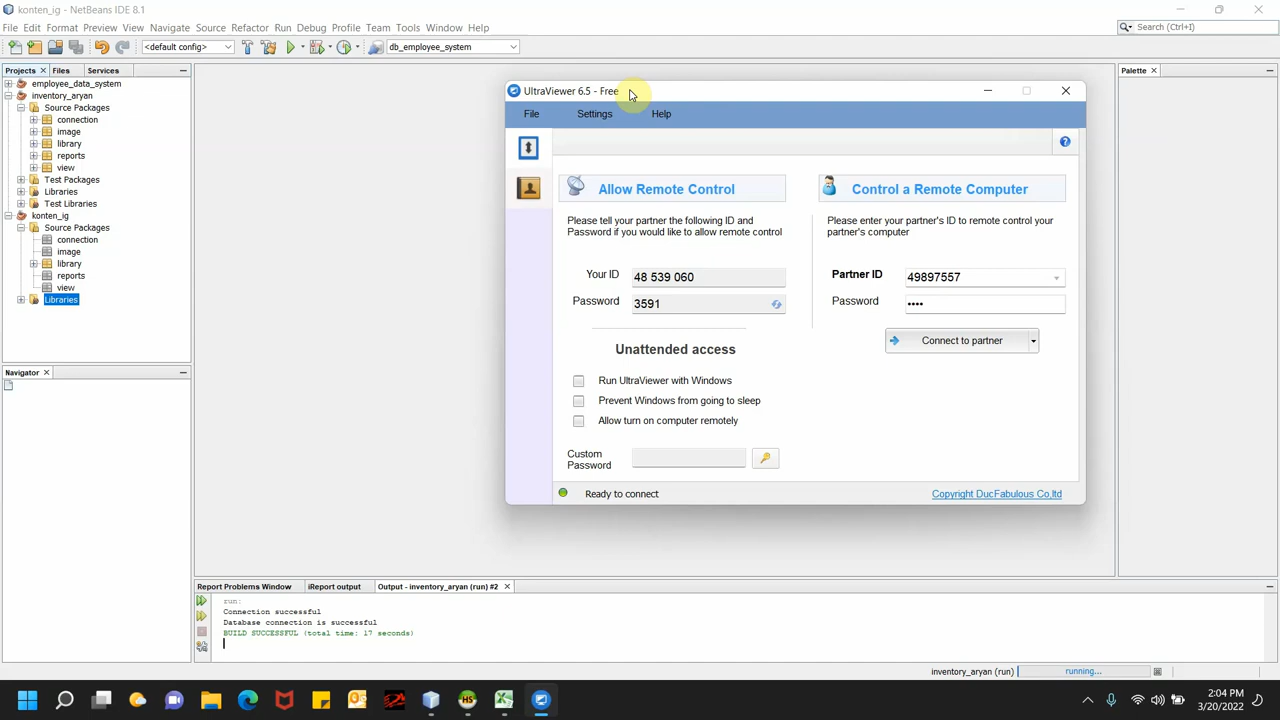 konten_ig - NetBeans IDE 8.1
File Edit Format Preview View Navigate Source Refactor Run Debug Profile Team Tools Window Help
Search (Ctrl+I)
<default config>
db_employee_system
Projects
Files
Services
Palette
employee_data_system
inventory_aryan
Source Packages
connection
image
library
reports
view
Test Packages
Libraries
Test Libraries
konten_ig
Source Packages
connection
image
library
reports
view
Libraries
Navigator
UltraViewer 6.5 - Free
File
Settings
Help
Allow Remote Control
Please tell your partner the following ID and
Password if you would like to allow remote control
Your ID
48 539 060
Password
3591
Unattended access
Run UltraViewer with Windows
Prevent Windows from going to sleep
Allow turn on computer remotely
Custom
Password
Control a Remote Computer
Please enter your partner's ID to remote control your
partner's computer
Partner ID
49897557
Password
••••
Connect to partner
Ready to connect
Copyright DucFabulous Co,ltd
Report Problems Window
iReport output
Output - inventory_aryan (run) #2
run:
Connection successful
Database connection is successful
BUILD SUCCESSFUL (total time: 17 seconds)
inventory_aryan (run)
running...
2:04 PM
3/20/2022